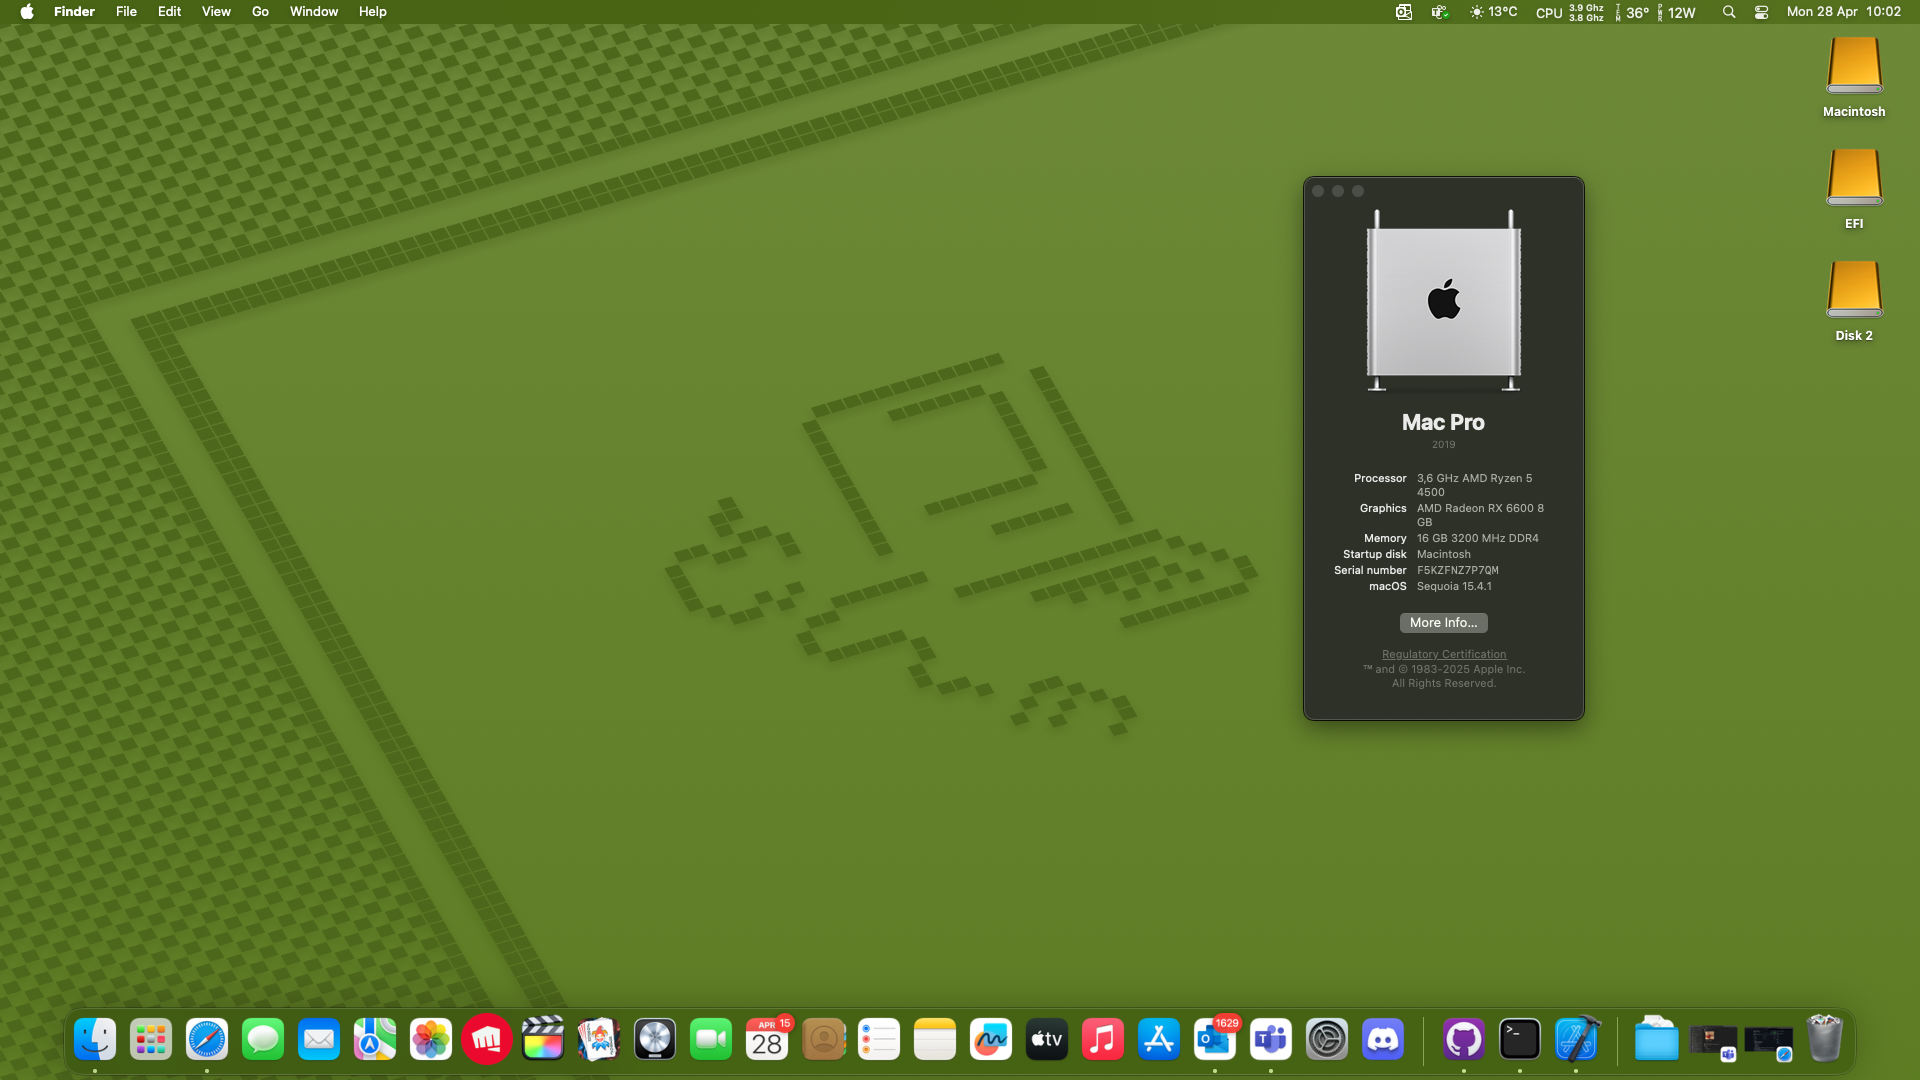 Finder File Edit View Go Window Help
13°C CPU 3.9 Ghz 3.8 Ghz TEM 36° PWR 12W Mon 28 Apr 10:02
Macintosh
EFI
Disk 2
Mac Pro
2019
Processor 3,6 GHz AMD Ryzen 5
4500
Graphics AMD Radeon RX 6600 8
GB
Memory 16 GB 3200 MHz DDR4
Startup disk Macintosh
Serial number F5KZFNZ7P7QM
macOS Sequoia 15.4.1
More Info...
Regulatory Certification
™ and © 1983-2025 Apple Inc.
All Rights Reserved.
APR 15
28
tv
1629
>_